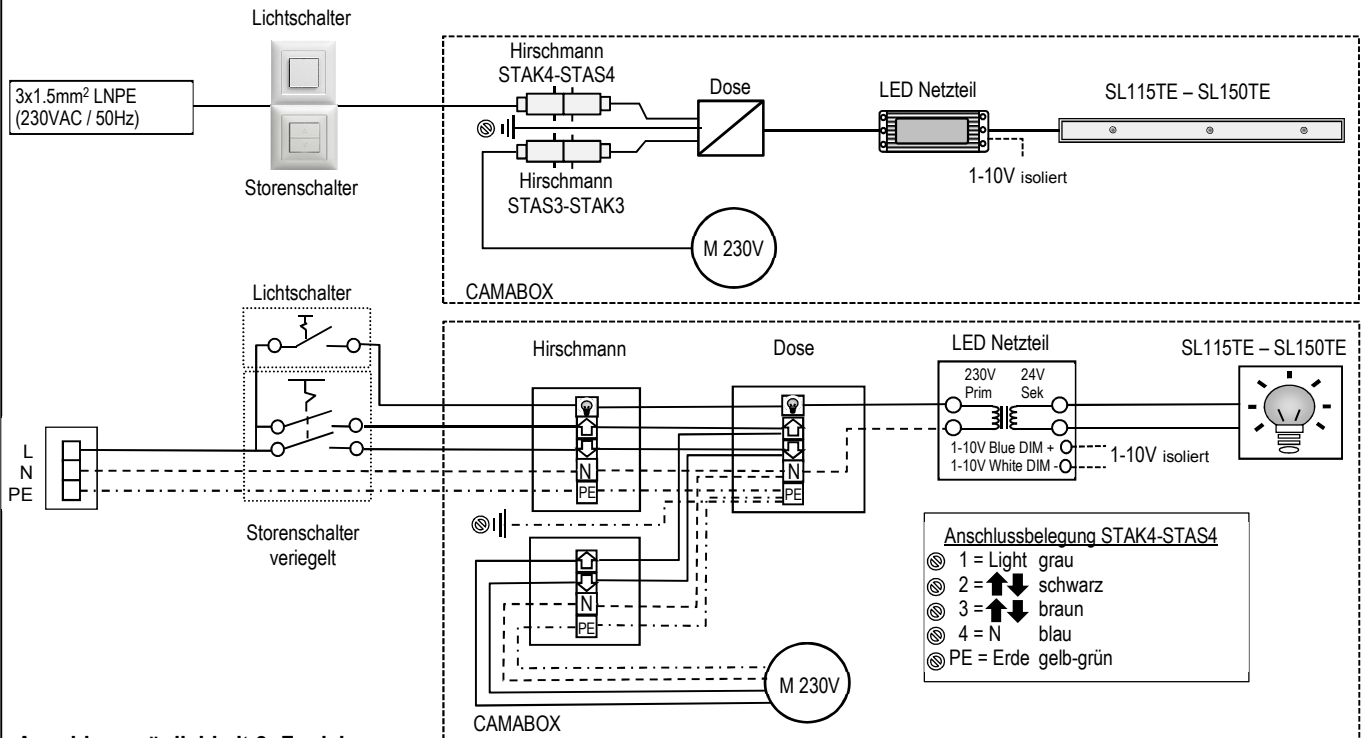 Lichtschalter
3x1.5mm² LNPE
(230VAC / 50Hz)
Storenschalter
Hirschmann
STAK4-STAS4
Dose
LED Netzteil
SL115TE – SL150TE
1-10V isoliert
Hirschmann
STAS3-STAK3
M 230V
CAMABOX
Lichtschalter
L
N
PE
Storenschalter
veriegelt
Hirschmann
N
PE
Dose
N
PE
LED Netzteil
230V
Prim
24V
Sek
1-10V Blue DIM +
1-10V White DIM -
1-10V isoliert
SL115TE – SL150TE
N
PE
M 230V
CAMABOX
Anschlussbelegung STAK4-STAS4
1 = Light grau
2 = ⬆⬇ schwarz
3 = ⬆⬇ braun
4 = N blau
PE = Erde gelb-grün